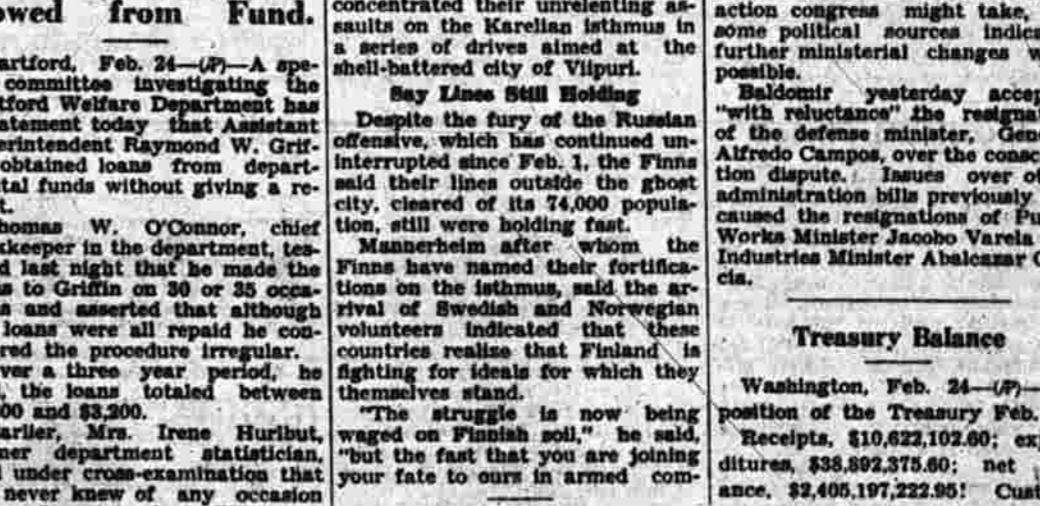 owed from Fund.
artford, Feb. 24—(AP)—A spe-
committee investigating the
tford Welfare Department has
atement today that Assistant
erintendent Raymond W. Grif-
obtained loans from depart-
tal funds without giving a re-
t.
homas W. O'Connor, chief
kkeeper in the department, tes-
d last night that he made the
s to Griffin on 30 or 35 occa-
s and asserted that although
loans were all repaid he con-
red the procedure irregular.
ver a three year period, he
, the loans totaled between
00 and $3,200.
arlier, Mrs. Irene Hurlbut,
ner department statistician,
under cross-examination that
never knew of any occasion
concentrated their unrelenting as-
saults on the Karelian isthmus in
a series of drives aimed at the
shell-battered city of Viipuri.
Say Lines Still Holding
Despite the fury of the Russian
offensive, which has continued un-
interrupted since Feb. 1, the Finns
said their lines outside the ghost
city, cleared of its 74,000 popula-
tion, still were holding fast.
Mannerheim after whom the
Finns have named their fortifica-
tions on the isthmus, said the ar-
rival of Swedish and Norwegian
volunteers indicated that these
countries realize that Finland is
fighting for ideals for which they
themselves stand.
"The struggle is now being
waged on Finnish soil," he said,
"but the fast that you are joining
your fate to ours in armed com-
action congress might take,
some political sources indica
further ministerial changes w
possible.
Baldomir yesterday accep
"with reluctance" the resignat
of the defense minister, Gene
Alfredo Campos, over the consc
tion dispute. Issues over ot
administration bills previously
caused the resignations of Pu
Works Minister Jacobo Varela
Industries Minister Abalcazar G
cia.
Treasury Balance
Washington, Feb. 24—(AP)—
position of the Treasury Feb.
Receipts, $10,622,102.60; exp
ditures, $38,892,375.60; net
ance, $2,405,197,222.95! Cust